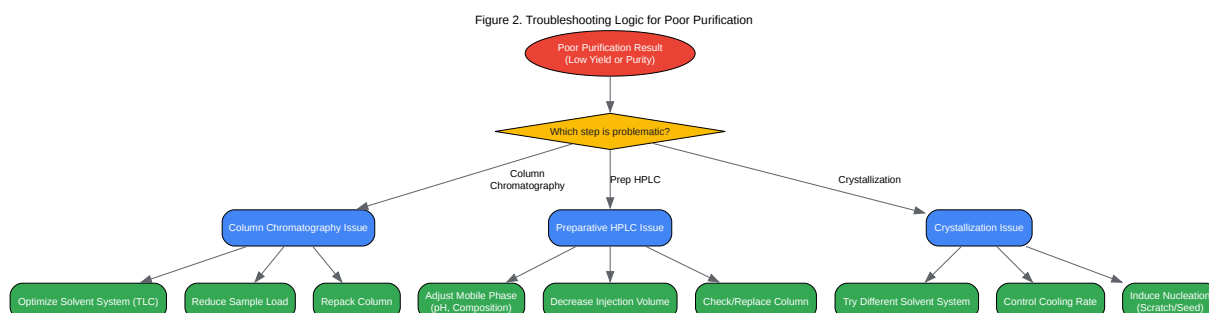 Figure 2. Troubleshooting Logic for Poor Purification
Poor Purification Result
(Low Yield or Purity)
Which step is problematic?
Column
Chromatography
Prep HPLC
Crystallization
Column Chromatography Issue
Preparative HPLC Issue
Crystallization Issue
Optimize Solvent System (TLC)
Reduce Sample Load
Repack Column
Adjust Mobile Phase
(pH, Composition)
Decrease Injection Volume
Check/Replace Column
Try Different Solvent System
Control Cooling Rate
Induce Nucleation
(Scratch/Seed)